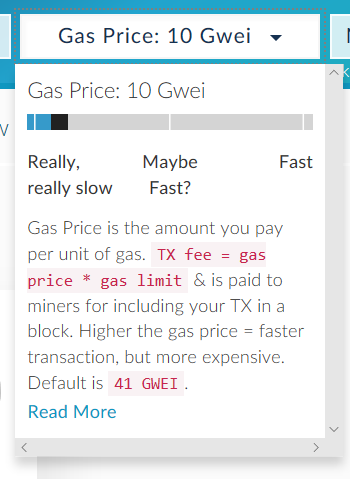 Gas Price: 10 Gwei
Gas Price: 10 Gwei
Really, Maybe Fast
really slow Fast?
Gas Price is the amount you pay
per unit of gas. TX fee = gas
price * gas limit & is paid to
miners for including your TX in a
block. Higher the gas price = faster
transaction, but more expensive.
Default is 41 GWEI .
Read More